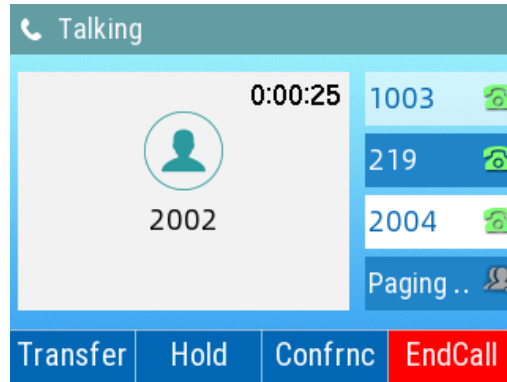 Talking
0:00:25
2002
1003
219
2004
Paging ..
Transfer
Hold
Confrnc
EndCall